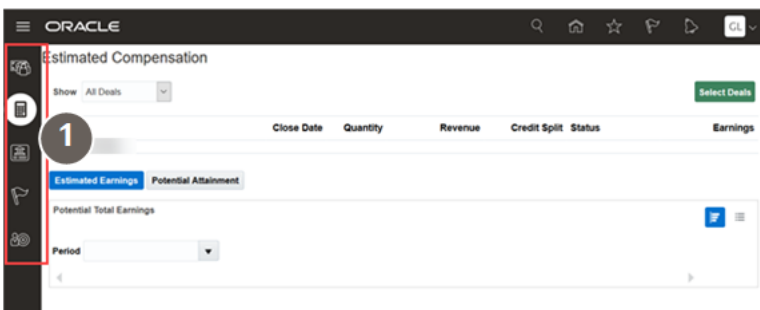 ORACLE
GL
Estimated Compensation
Show All Deals
Select Deals
1
Close Date Quantity Revenue Credit Split Status Earnings
Estimated Earnings Potential Attainment
Potential Total Earnings
Period